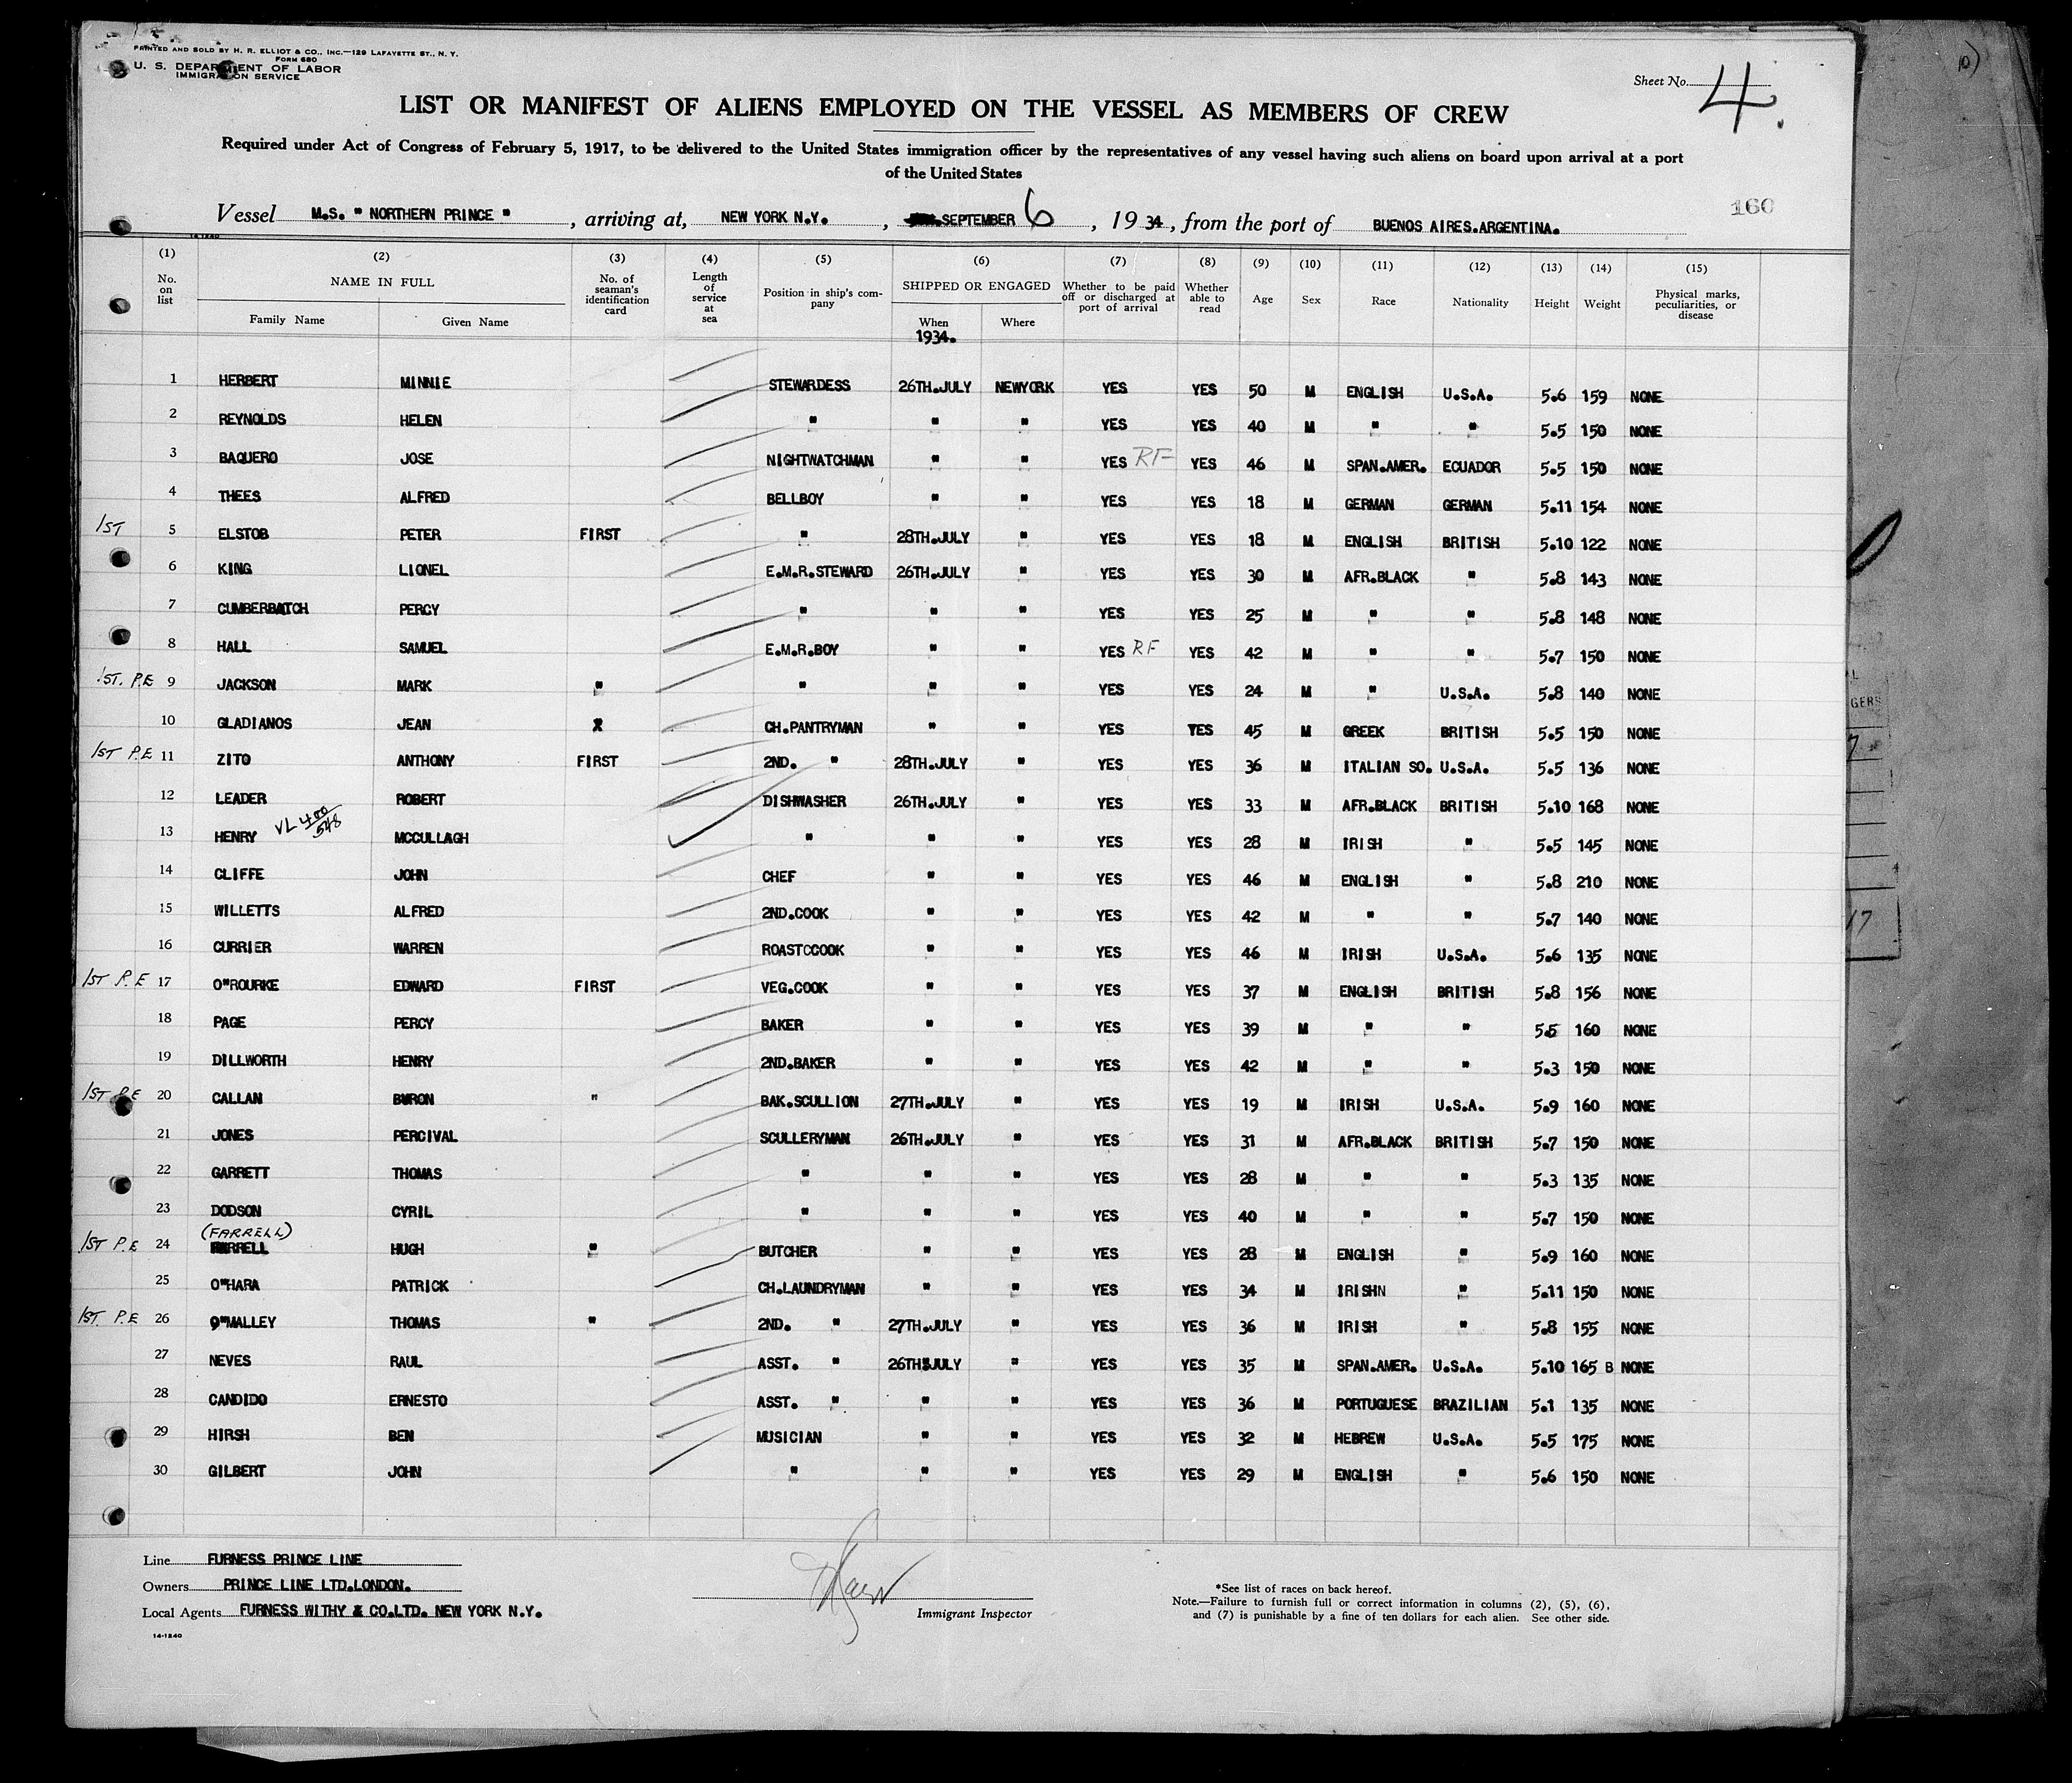 PRINTED AND SOLD BY H. R. ELLIOT & CO., INC.—129 LAFAYETTE ST., N. Y.
FORM 680
U. S. DEPARTMENT OF LABOR
IMMIGRATION SERVICE
Sheet No. 4.
LIST OR MANIFEST OF ALIENS EMPLOYED ON THE VESSEL AS MEMBERS OF CREW
Required under Act of Congress of February 5, 1917, to be delivered to the United States immigration officer by the representatives of any vessel having such aliens on board upon arrival at a port
of the United States
160
Vessel M.S. " NORTHERN PRINCE " , arriving at, NEW YORK N.Y. , SEPTEMBER 6 , 19 34 , from the port of BUENOS AIRES.ARGENTINA.
14-1240
(1) (2) (3) (4) (5) (6) (7) (8) (9) (10) (11) (12) (13) (14) (15)
No. on list NAME IN FULL Family Name Given Name No. of seaman's identification card Length of service at sea Position in ship's company SHIPPED OR ENGAGED When Where Whether to be paid off or discharged at port of arrival Whether able to read Age Sex Race Nationality Height Weight Physical marks, peculiarities, or disease
1934.
1 HERBERT MINNIE STEWARDESS 26TH.JULY NEWYORK YES YES 50 M ENGLISH U.S.A. 5.6 159 NONE
2 REYNOLDS HELEN " " " YES YES 40 M " " 5.5 150 NONE
3 BAQUERO JOSE NIGHTWATCHMAN " " YES RF YES 46 M SPAN.AMER. ECUADOR 5.5 150 NONE
4 THEES ALFRED BELLBOY " " YES YES 18 M GERMAN GERMAN 5.11 154 NONE
1ST 5 ELSTOB PETER FIRST " 28TH.JULY " YES YES 18 M ENGLISH BRITISH 5.10 122 NONE
6 KING LIONEL E.M.R.STEWARD 26TH.JULY " YES YES 30 M AFR.BLACK " 5.8 143 NONE
7 CUMBERBATCH PERCY " " " YES YES 25 M " " 5.8 148 NONE
8 HALL SAMUEL E.M.R.BOY " " YES RF YES 42 M " " 5.7 150 NONE
1ST. P.E 9 JACKSON MARK " " " " YES YES 24 M " U.S.A. 5.8 140 NONE
10 GLADIANOS JEAN X CH.PANTRYMAN " " YES YES 45 M GREEK BRITISH 5.5 150 NONE
1ST P.E 11 ZITO ANTHONY FIRST 2ND. " 28TH.JULY " YES YES 36 M ITALIAN SO. U.S.A. 5.5 136 NONE
12 LEADER ROBERT DISHWASHER 26TH.JULY " YES YES 33 M AFR.BLACK BRITISH 5.10 168 NONE
13 HENRY VL 400/548 MCCULLAGH " " " YES YES 28 M IRISH " 5.5 145 NONE
14 CLIFFE JOHN CHEF " " YES YES 46 M ENGLISH " 5.8 210 NONE
15 WILLETTS ALFRED 2ND.COOK " " YES YES 42 M " " 5.7 140 NONE
16 CURRIER WARREN ROASTCCOOK " " YES YES 46 M IRISH U.S.A. 5.6 135 NONE
1ST P.E 17 O"ROURKE EDWARD FIRST VEG.COOK " " YES YES 37 M ENGLISH BRITISH 5.8 156 NONE
18 PAGE PERCY BAKER " " YES YES 39 M " " 5.5 160 NONE
19 DILLWORTH HENRY 2ND.BAKER " " YES YES 42 M " " 5.3 150 NONE
1ST P.E 20 CALLAN BYRON " BAK.SCULLION 27TH.JULY " YES YES 19 M IRISH U.S.A. 5.9 160 NONE
21 JONES PERCIVAL SCULLERYMAN 26TH.JULY " YES YES 31 M AFR.BLACK BRITISH 5.7 150 NONE
22 GARRETT THOMAS " " " YES YES 28 M " " 5.3 135 NONE
23 DODSON CYRIL " " " YES YES 40 M " " 5.7 150 NONE
(FARRELL)
1ST P.E 24 FARRELL HUGH " BUTCHER " " YES YES 28 M ENGLISH " 5.9 160 NONE
25 O"HARA PATRICK CH.LAUNDRYMAN " " YES YES 34 M IRISHN " 5.11 150 NONE
1ST. P.E 26 O"MALLEY THOMAS " 2ND. " 27TH.JULY " YES YES 36 M IRISH " 5.8 155 NONE
27 NEVES RAUL ASST. " 26TH.JULY " YES YES 35 M SPAN.AMER. U.S.A. 5.10 165 B NONE
28 CANDIDO ERNESTO ASST. " " " YES YES 36 M PORTUGUESE BRAZILIAN 5.1 135 NONE
29 HIRSH BEN MUSICIAN " " YES YES 32 M HEBREW U.S.A. 5.5 175 NONE
30 GILBERT JOHN " " " YES YES 29 M ENGLISH " 5.6 150 NONE
Line FURNESS PRINCE LINE
Owners PRINCE LINE LTD.LONDON.
Local Agents FURNESS WITHY & CO.LTD. NEW YORK N.Y.
14-1240
Immigrant Inspector
*See list of races on back hereof.
Note.—Failure to furnish full or correct information in columns (2), (5), (6),
and (7) is punishable by a fine of ten dollars for each alien. See other side.
GERS
17